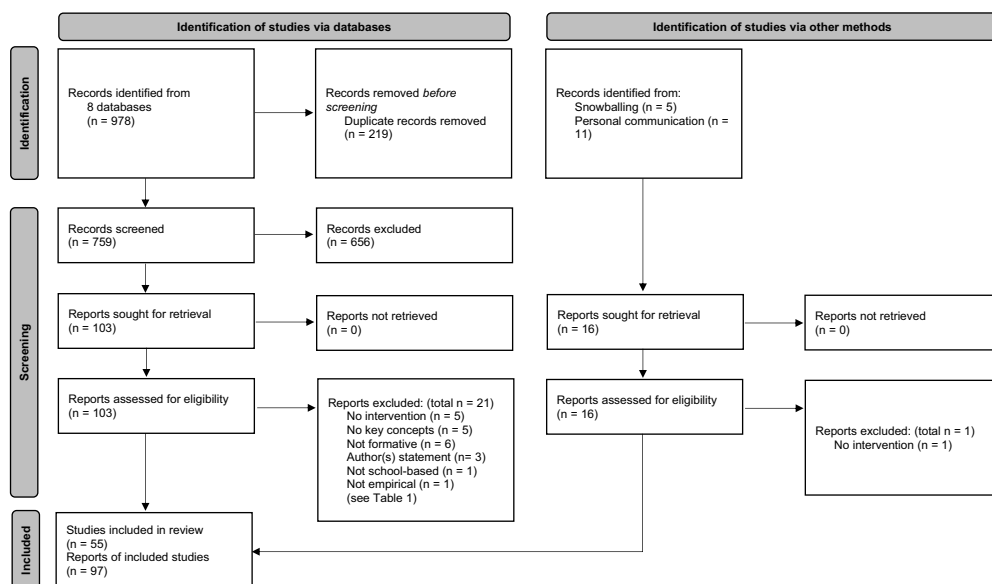 Identification of studies via databases
Identification of studies via other methods
Identification
Records identified from
8 databases
(n = 978)
Records removed before
screening
Duplicate records removed
(n = 219)
Records identified from:
Snowballing (n = 5)
Personal communication (n =
11)
Screening
Records screened
(n = 759)
Records excluded
(n = 656)
Reports sought for retrieval
(n = 103)
Reports not retrieved
(n = 0)
Reports sought for retrieval
(n = 16)
Reports not retrieved
(n = 0)
Reports assessed for eligibility
(n = 103)
Reports excluded: (total n = 21)
No intervention (n = 5)
No key concepts (n = 5)
Not formative (n = 6)
Author(s) statement (n= 3)
Not school-based (n = 1)
Not empirical (n = 1)
(see Table 1)
Reports assessed for eligibility
(n = 16)
Reports excluded: (total n = 1)
No intervention (n = 1)
Included
Studies included in review
(n = 55)
Reports of included studies
(n = 97)